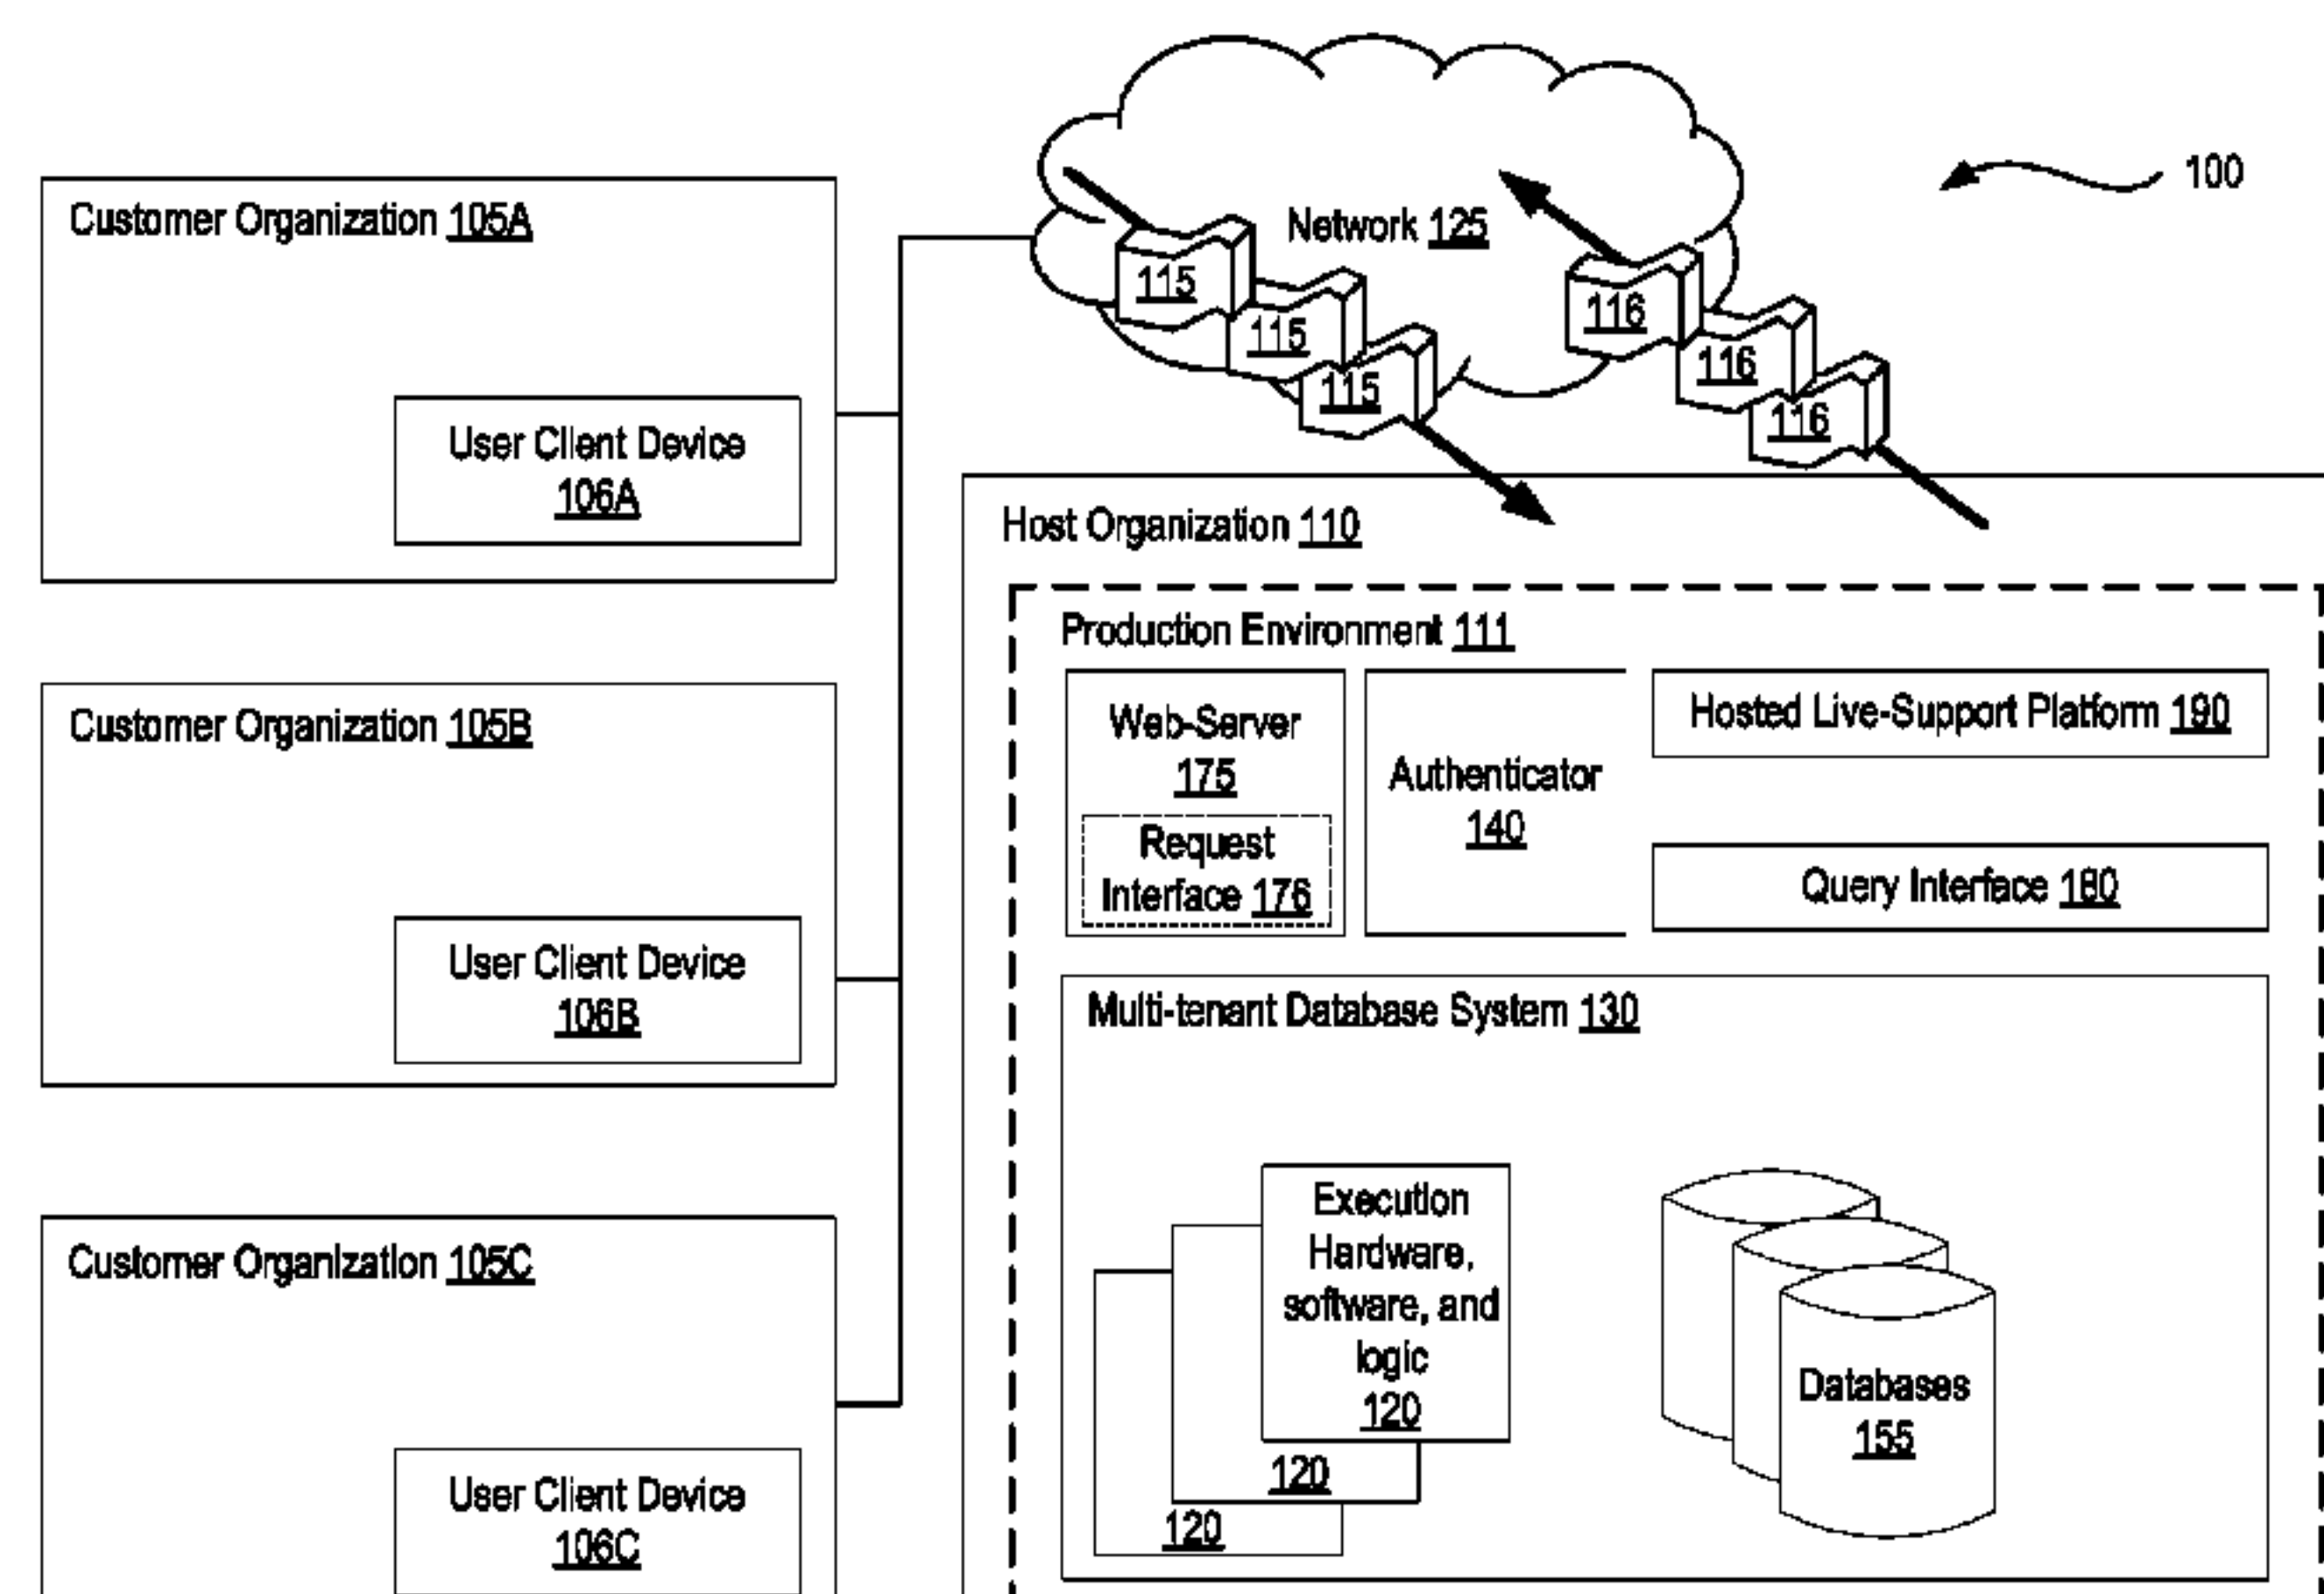 100
Network 125
115
115
115
116
116
116
Customer Organization 105A
User Client Device
106A
Customer Organization 105B
User Client Device
106B
Customer Organization 105C
User Client Device
106C
Host Organization 110
Production Environment 111
Web-Server
175
Request
Interface 176
Authenticator
140
Hosted Live-Support Platform 190
Query Interface 180
Multi-tenant Database System 130
Execution
Hardware,
software, and
logic
120
120
120
Databases
155